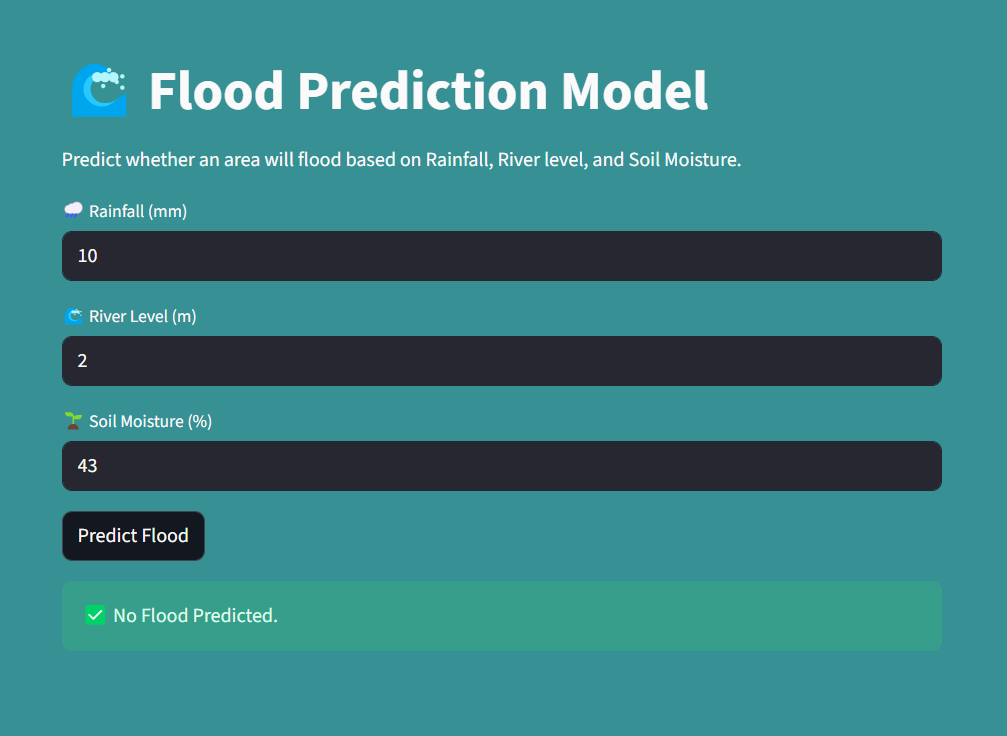 Flood Prediction Model
Predict whether an area will flood based on Rainfall, River level, and Soil Moisture.
Rainfall (mm)
10
River Level (m)
2
Soil Moisture (%)
43
Predict Flood
No Flood Predicted.